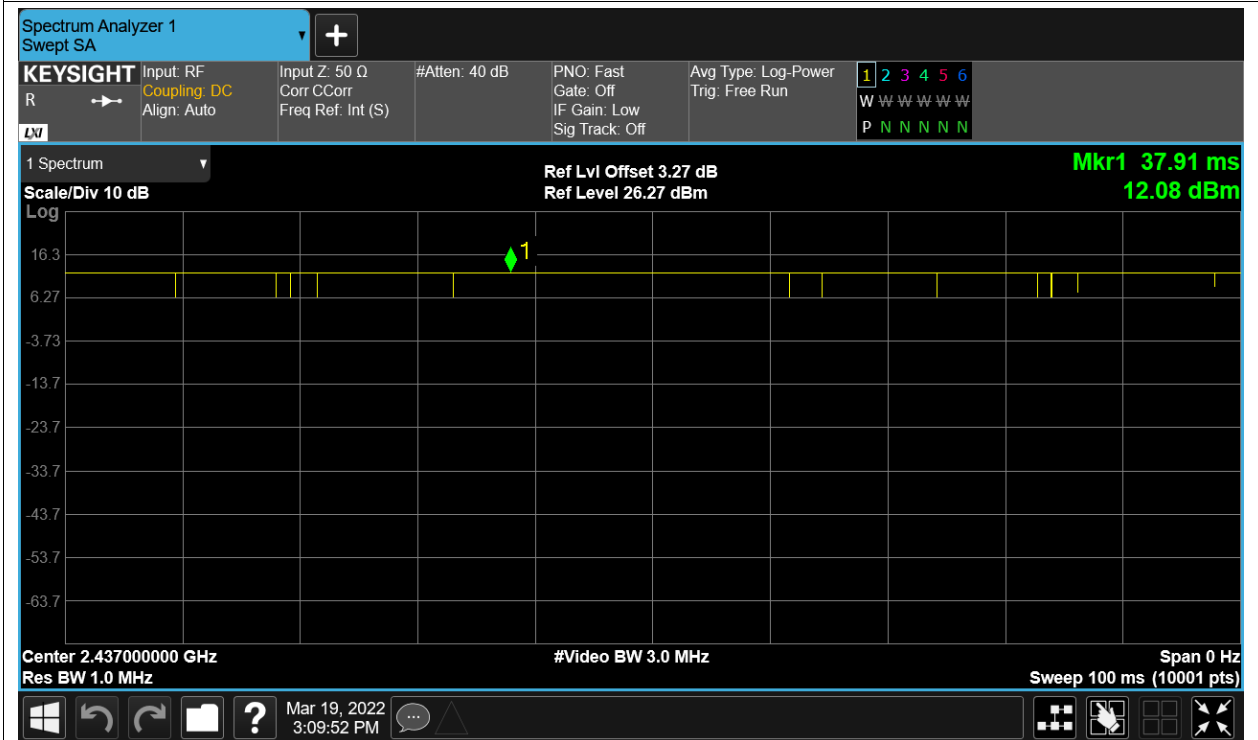 Spectrum Analyzer 1
Swept SA
KEYSIGHT
R
LXI
Input: RF
Coupling: DC
Align: Auto
Input Z: 50 Ω
Corr CCorr
Freq Ref: Int (S)
#Atten: 40 dB
PNO: Fast
Gate: Off
IF Gain: Low
Sig Track: Off
Avg Type: Log-Power
Trig: Free Run
1 2 3 4 5 6
W W W W W W
P N N N N N
1 Spectrum
Scale/Div 10 dB
Log
Ref Lvl Offset 3.27 dB
Ref Level 26.27 dBm
Mkr1 37.91 ms
12.08 dBm
1
16.3
6.27
-3.73
-13.7
-23.7
-33.7
-43.7
-53.7
-63.7
Center 2.437000000 GHz
Res BW 1.0 MHz
#Video BW 3.0 MHz
Span 0 Hz
Sweep 100 ms (10001 pts)
?
Mar 19, 2022
3:09:52 PM